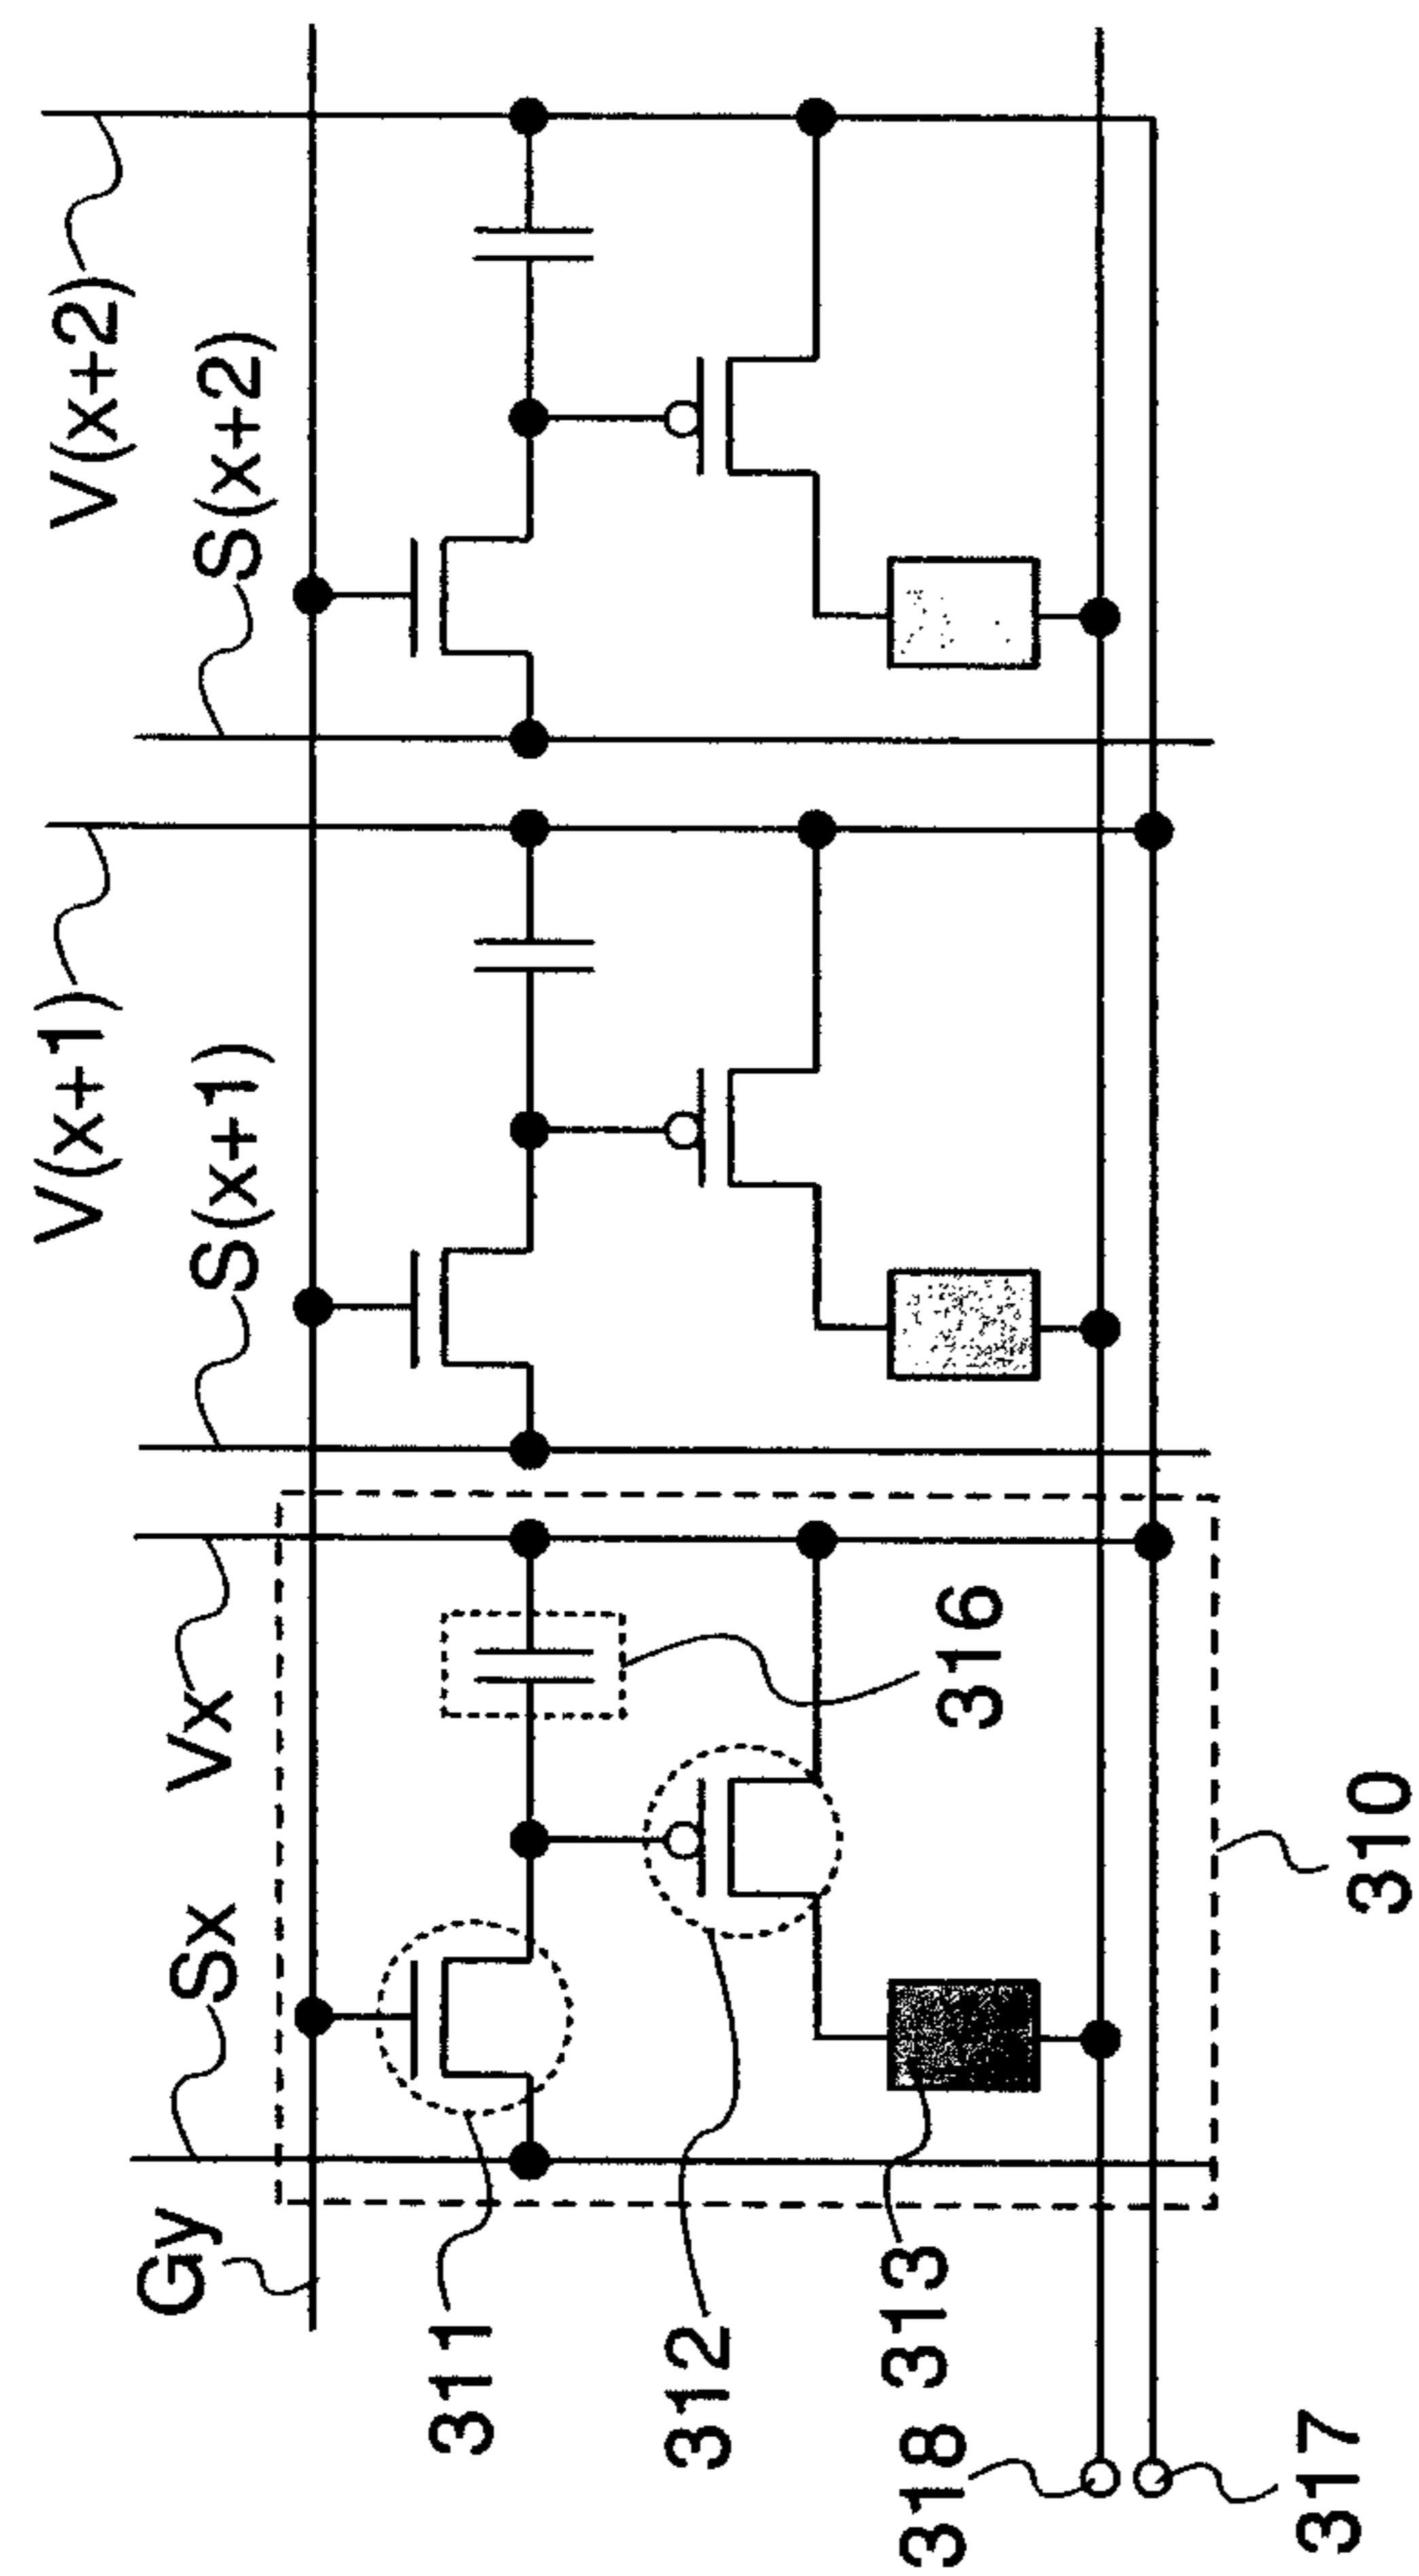 Gy
Sx
Vx
S(x+1)
V(x+1)
S(x+2)
V(x+2)
311
312
313
316
318
317
310